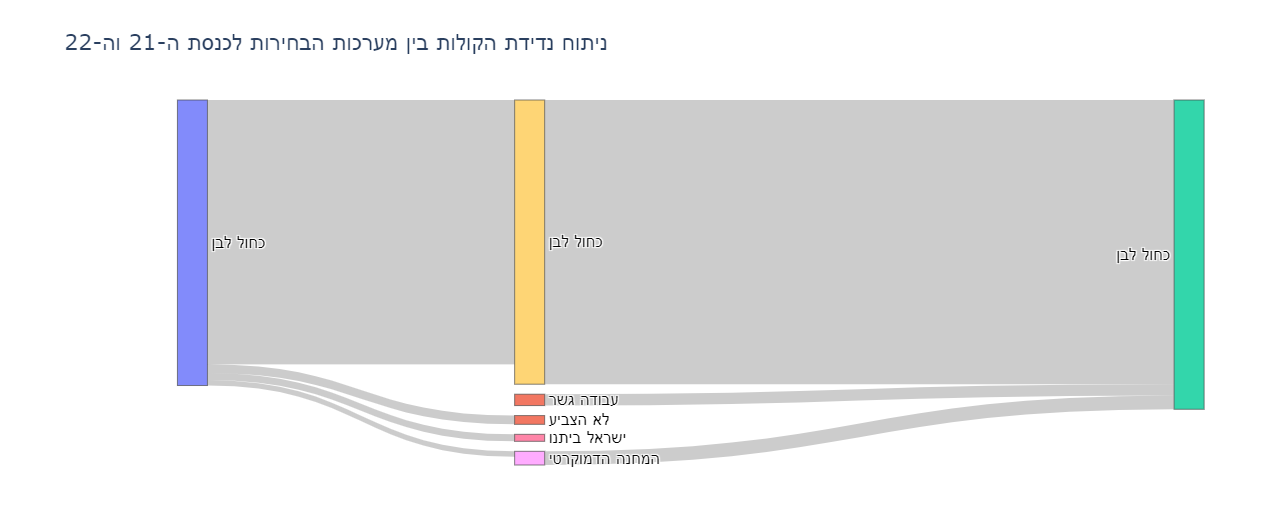 ניתוח נדידת הקולות בין מערכות הבחירות לכנסת ה-21 וה-22
כחול לבן
כחול לבן
כחול לבן
עבודה גשר
לא הצביע
ישראל ביתנו
המחנה הדמוקרטי